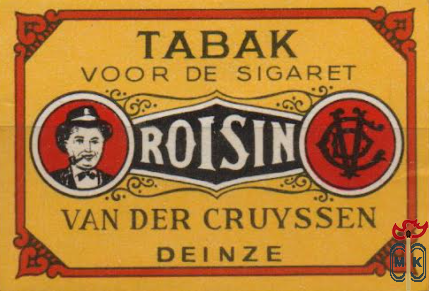 TABAK
VOOR DE SIGARET
ROISIN
VAN DER CRUYSSEN
DEINZE
M K